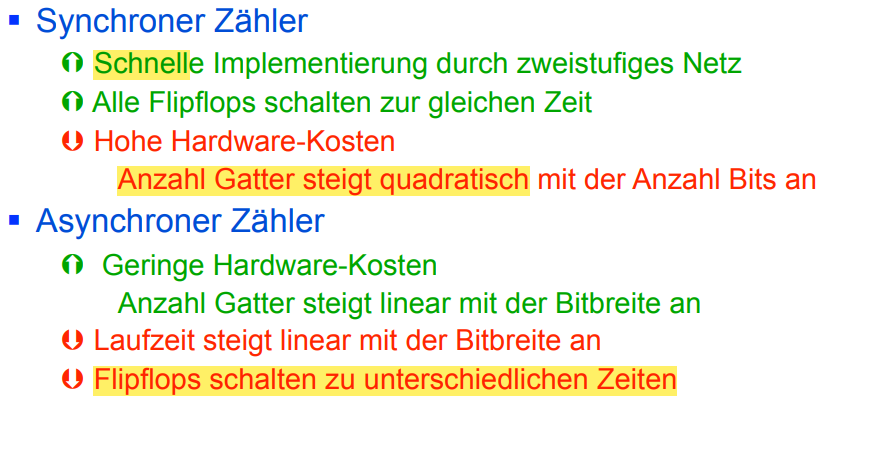 Synchroner Zähler
Schnelle Implementierung durch zweistufiges Netz
Alle Flipflops schalten zur gleichen Zeit
Hohe Hardware-Kosten
Anzahl Gatter steigt quadratisch mit der Anzahl Bits an
Asynchroner Zähler
Geringe Hardware-Kosten
Anzahl Gatter steigt linear mit der Bitbreite an
Laufzeit steigt linear mit der Bitbreite an
Flipflops schalten zu unterschiedlichen Zeiten